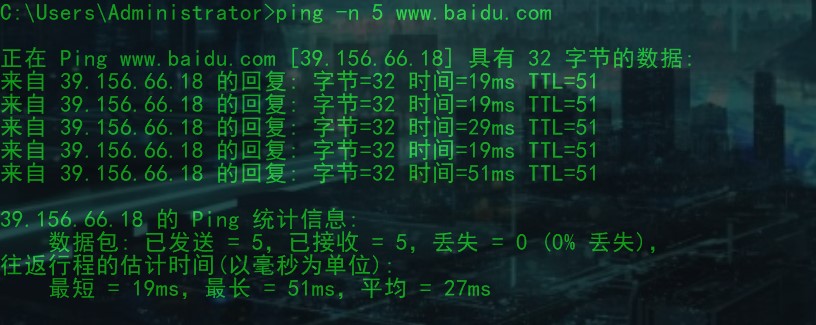 C:\Users\Administrator>ping -n 5 www.baidu.com
正在 Ping www.baidu.com [39.156.66.18] 具有 32 字节的数据:
来自 39.156.66.18 的回复: 字节=32 时间=19ms TTL=51
来自 39.156.66.18 的回复: 字节=32 时间=19ms TTL=51
来自 39.156.66.18 的回复: 字节=32 时间=29ms TTL=51
来自 39.156.66.18 的回复: 字节=32 时间=19ms TTL=51
来自 39.156.66.18 的回复: 字节=32 时间=51ms TTL=51
39.156.66.18 的 Ping 统计信息:
数据包: 已发送 = 5，已接收 = 5，丢失 = 0 (0% 丢失)，
往返行程的估计时间(以毫秒为单位):
最短 = 19ms，最长 = 51ms，平均 = 27ms